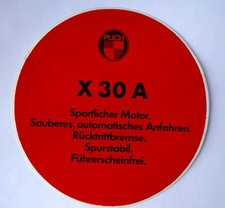 PUCH
X 30 A
Sportlicher Motor.
Sauberes, automatisches Anfahren.
Rücktrittbremse.
Spurstabil.
Führerscheinfrei.